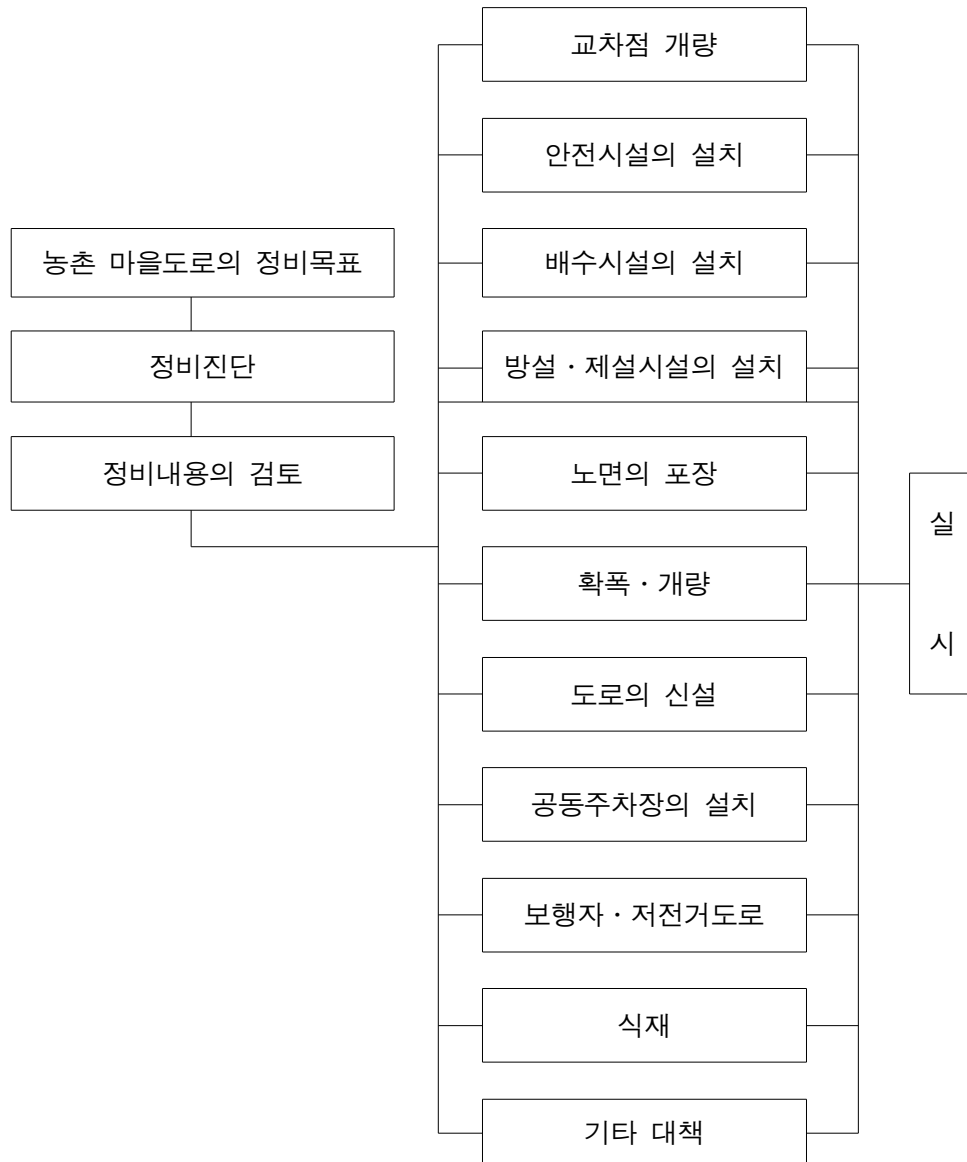 농촌 마을도로의 정비목표
정비진단
정비내용의 검토
교차점 개량
안전시설의 설치
배수시설의 설치
방설·제설시설의 설치
노면의 포장
확폭·개량
도로의 신설
공동주차장의 설치
보행자·저전거도로
식재
기타 대책
실
시